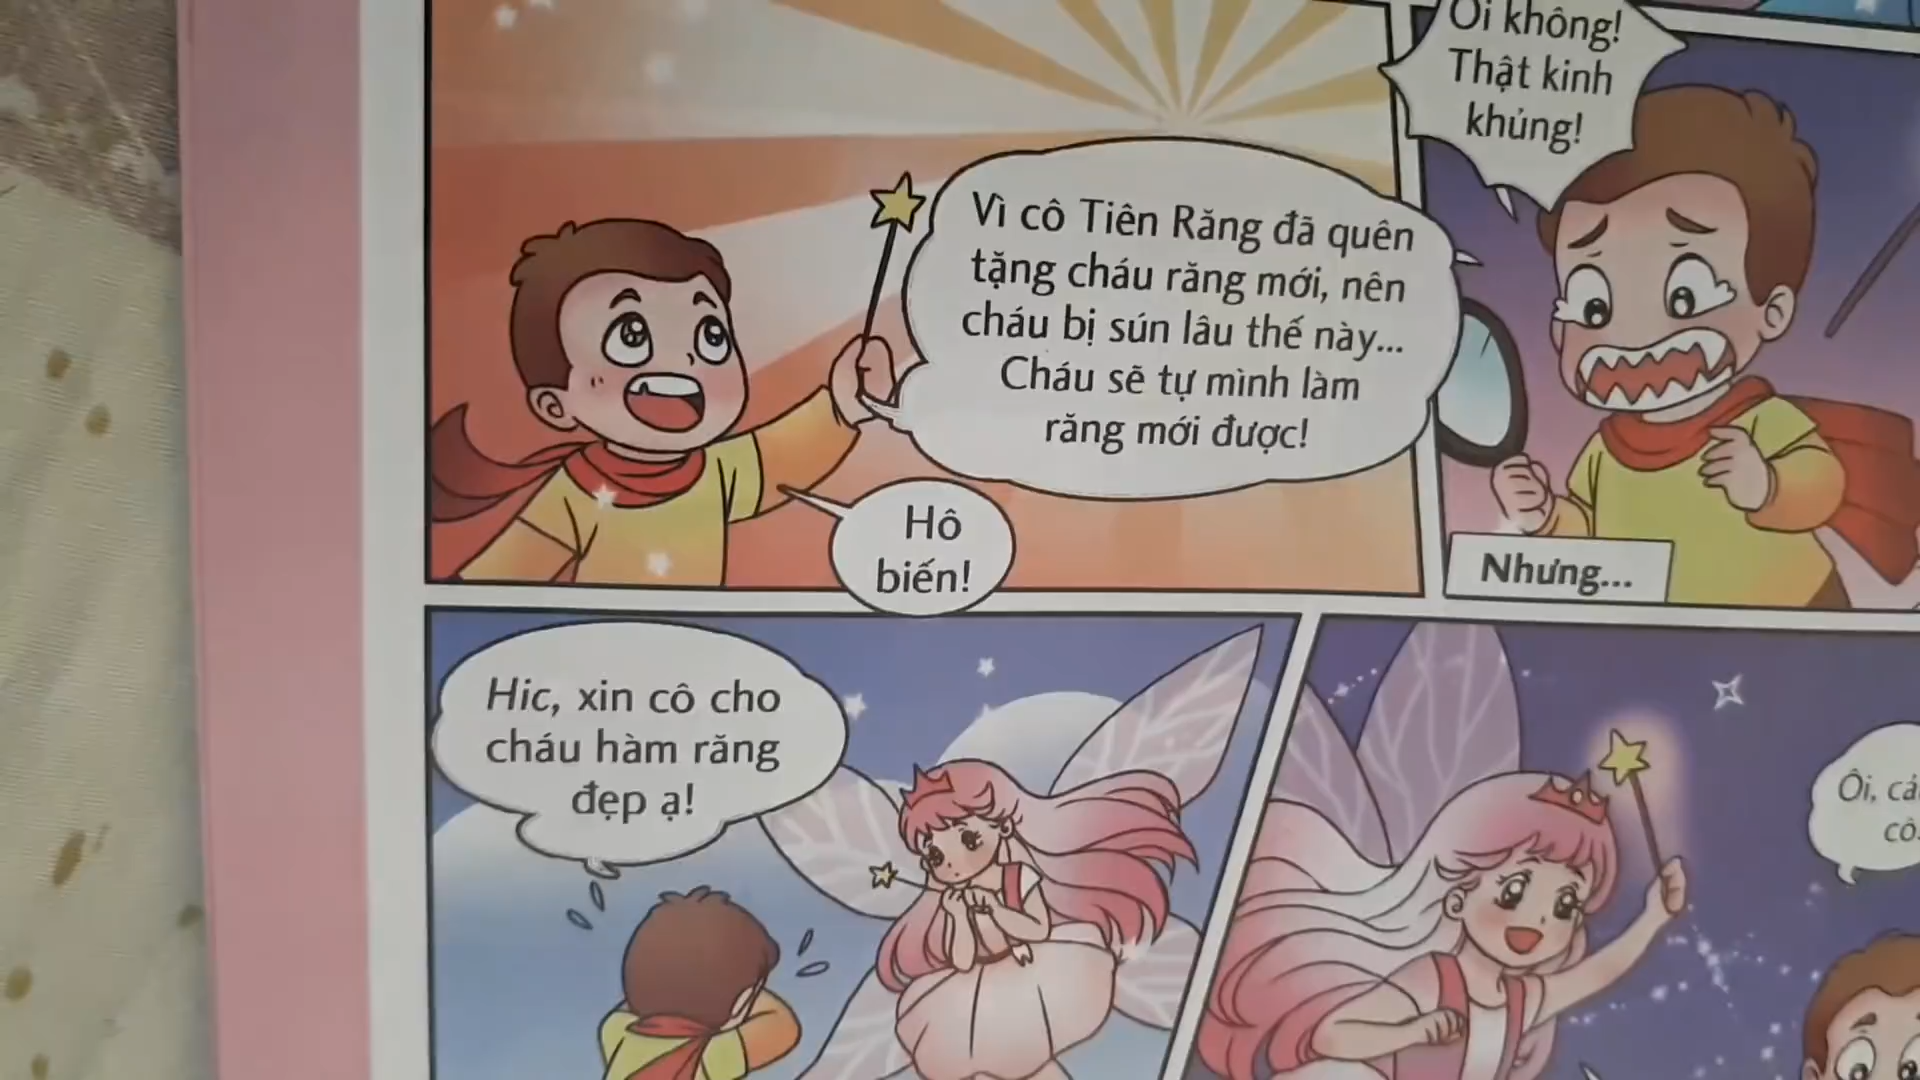 Vì cô Tiên Răng đã quên
tặng cháu răng mới, nên
cháu bị sún lâu thế này...
Cháu sẽ tự mình làm
răng mới được!
Hô
biến!
Ôi không!
Thật kinh
khủng!
Nhưng...
Hic, xin cô cho
cháu hàm răng
đẹp ạ!
Ôi,
cô